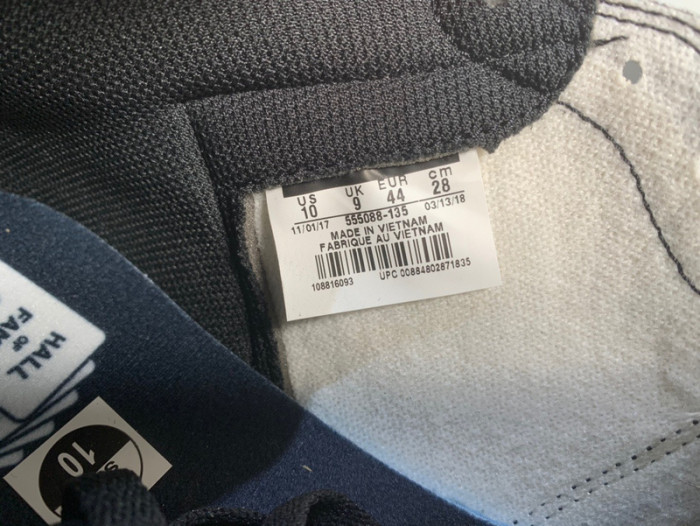 US UK EUR cm
10 9 44 28
11/01/17 555088-135 03/13/18
MADE IN VIETNAM
FABRIQUE AU VIETNAM
108816093 UPC 00884802871835
HALL
OF
10